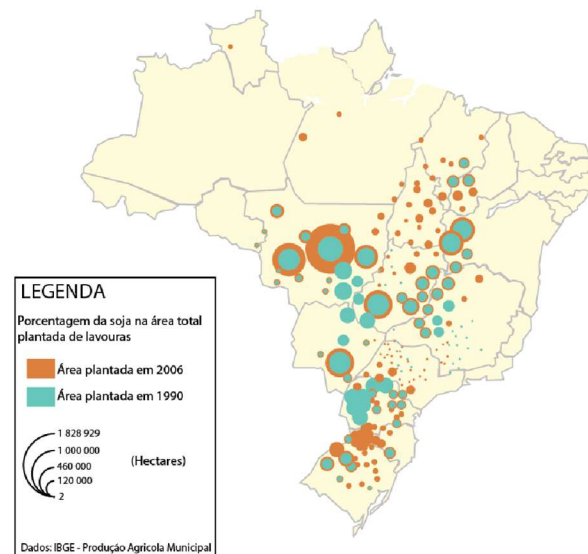 LEGENDA
Porcentagem da soja na área total
plantada de lavouras
Área plantada em 2006
Área plantada em 1990
1 828 929
1 000 000
460 000
120 000
2
(Hectares)
Dados: IBGE - Produção Agricola Municipal